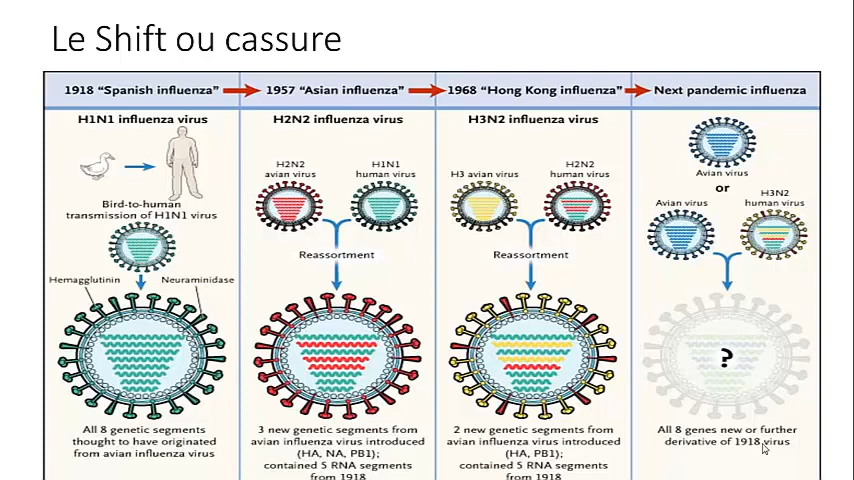 Le Shift ou cassure
1918 “Spanish influenza”
1957 “Asian influenza”
1968 “Hong Kong influenza”
Next pandemic influenza
H1N1 influenza virus
Bird-to-human
transmission of H1N1 virus
Hemagglutinin
Neuraminidase
All 8 genetic segments
thought to have originated
from avian influenza virus
H2N2 influenza virus
H2N2
avian virus
H1N1
human virus
Reassortment
3 new genetic segments from
avian influenza virus introduced
(HA, NA, PB1);
contained 5 RNA segments
from 1918
H3N2 influenza virus
H3 avian virus
H2N2
human virus
Reassortment
2 new genetic segments from
avian influenza virus introduced
(HA, PB1);
contained 5 RNA segments
from 1918
Avian virus
or
Avian virus
H3N2
human virus
?
All 8 genes new or further
derivative of 1918 virus